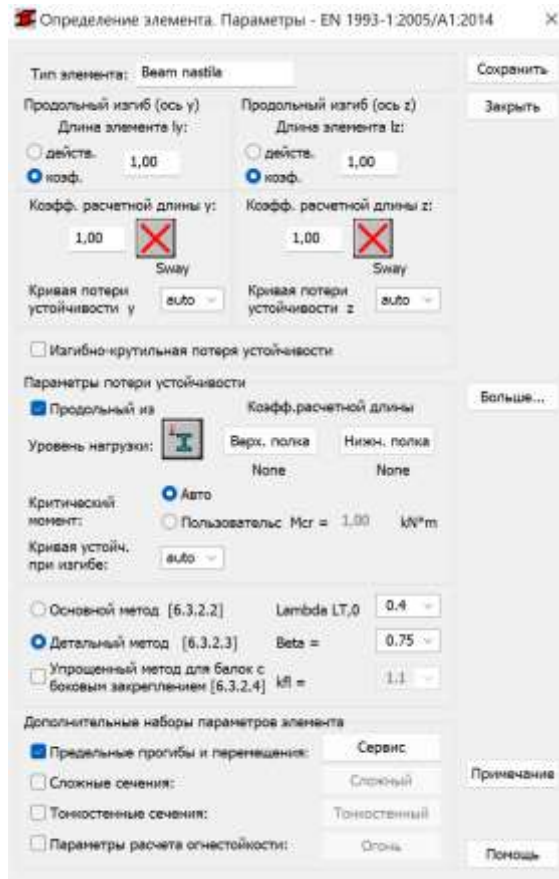 Определение элемента. Параметры - EN 1993-1:2005/A1:2014
Тип элемента: Beam nastila
Сохранить
Продольный изгиб (ось y)
Продольный изгиб (ось z)
Закрыть
Длина элемента ly:
Длина элемента lz:
действ.
1,00
коэф.
действ.
1,00
коэф.
Коэфф. расчетной длины y:
Коэфф. расчетной длины z:
1,00
1,00
Sway
Sway
Кривая потери
устойчивости y
auto
Кривая потери
устойчивости z
auto
Изгибно-крутильная потеря устойчивости
Параметры потери устойчивости
Больше...
Продольный из
Коэфф.расчетной длины
Уровень нагрузки:
Верх. полка
Нижн. полка
None
None
Критический
момент:
Авто
Пользовательс Mcr = 1,00 kN*m
Кривая устойч.
при изгибе:
auto
Основной метод [6.3.2.2]
Lambda LT,0
0.4
Детальный метод [6.3.2.3]
Beta =
0.75
Упрощенный метод для балок с
боковым закреплением [6.3.2.4]
kfl =
1.1
Дополнительные наборы параметров элемента
Предельные прогибы и перемещения:
Сервис
Сложные сечения:
Сложный
Примечание
Тонкостенные сечения:
Тонкостенный
Параметры расчета огнестойкости:
Огонь
Помощь